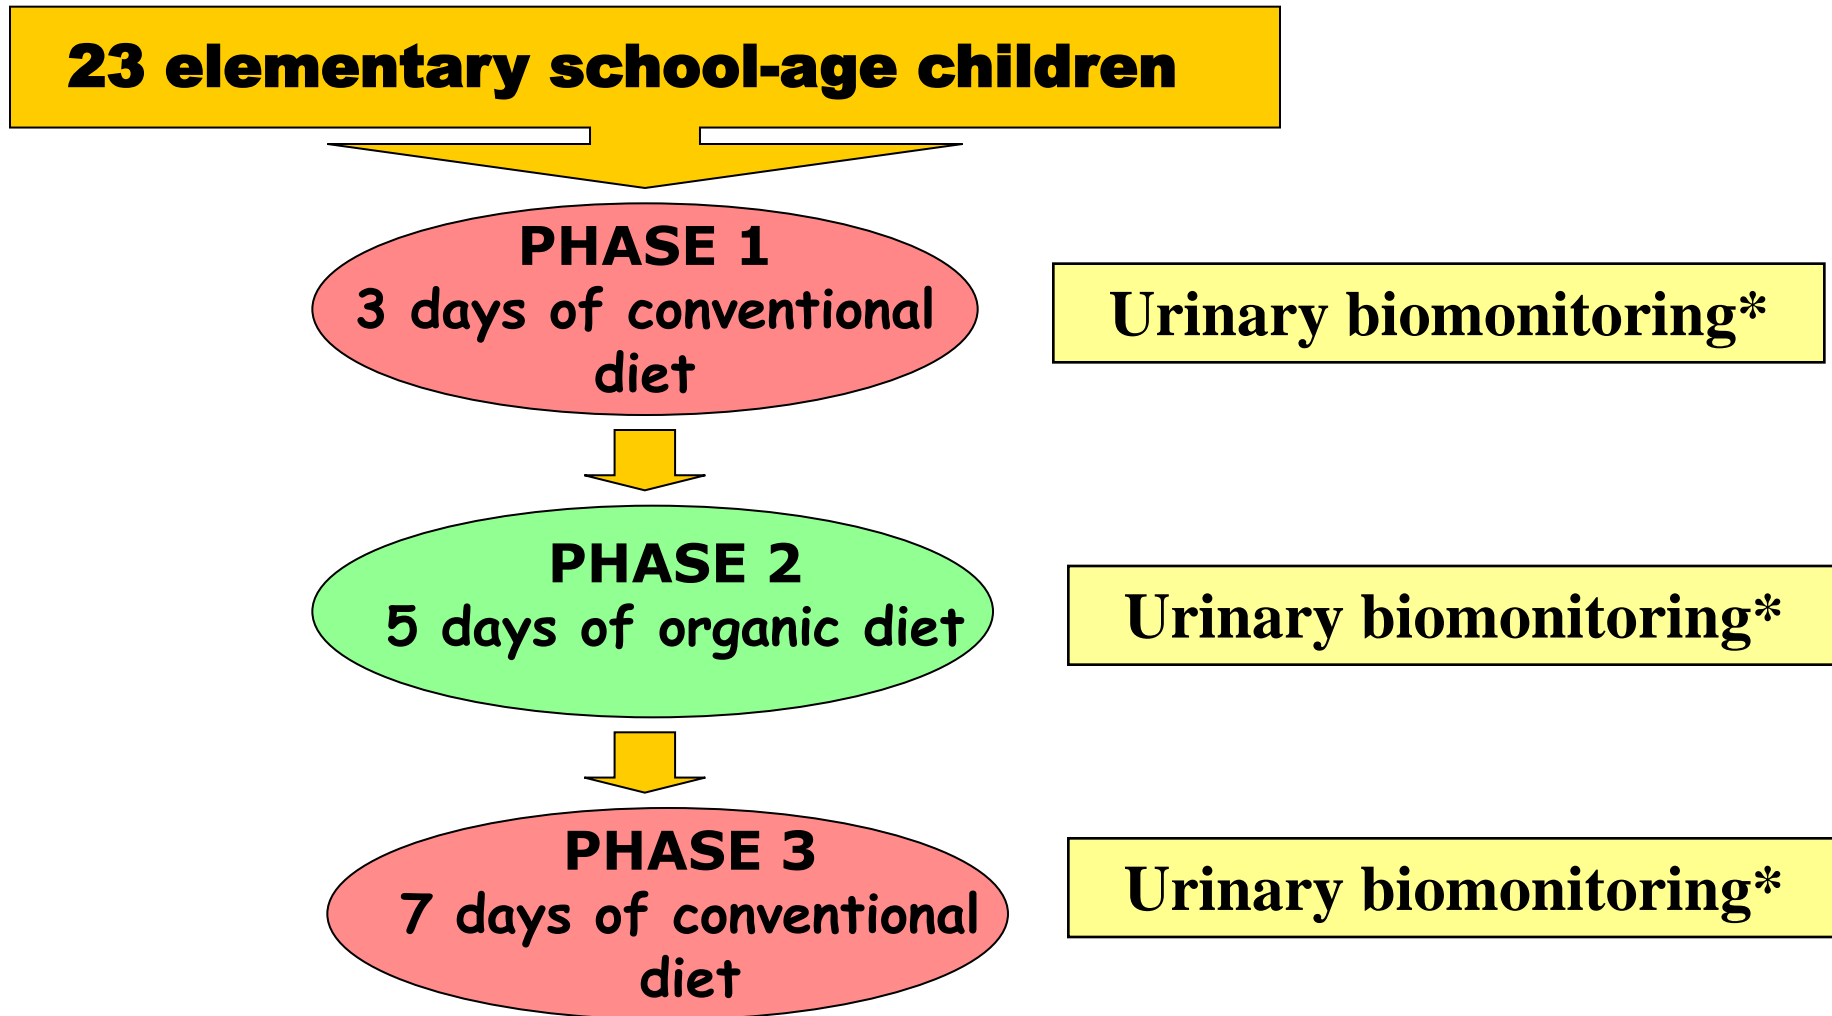 23 elementary school-age children
PHASE 1
3 days of conventional
diet
Urinary biomonitoring*
PHASE 2
5 days of organic diet
Urinary biomonitoring*
PHASE 3
7 days of conventional
diet
Urinary biomonitoring*